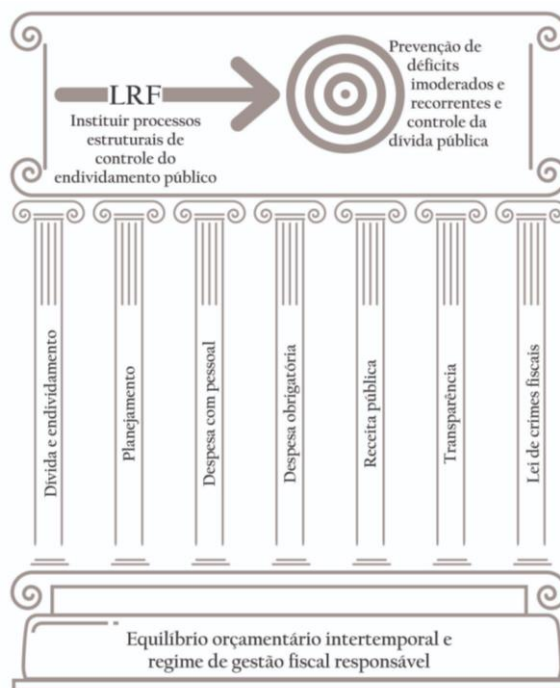 LRF
Instituir processos
estruturais de
controle do
endividamento público
Prevenção de
déficits
imoderados e
recorrentes e
controle da
dívida pública
Dívida e endividamento
Planejamento
Despesa com pessoal
Despesa obrigatória
Receita pública
Transparência
Lei de crimes fiscais
Equilíbrio orçamentário intertemporal e
regime de gestão fiscal responsável